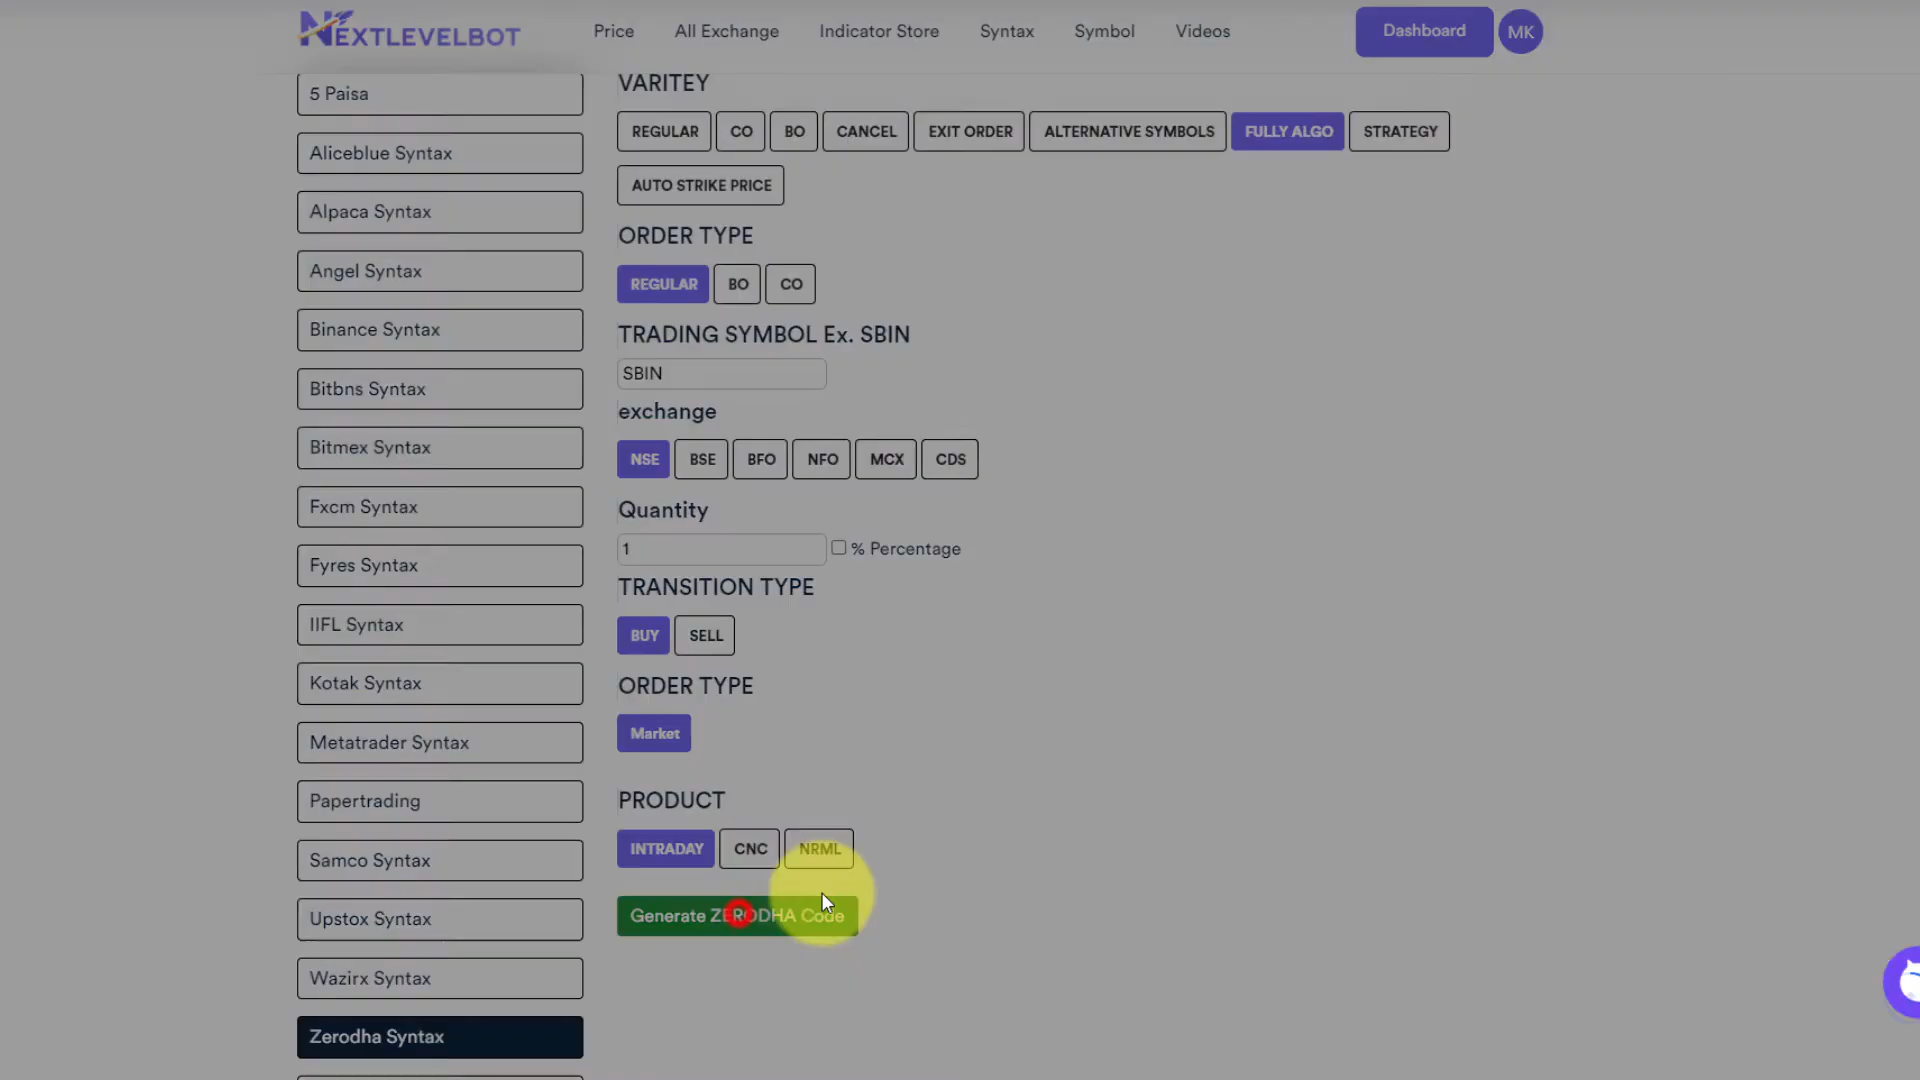 NEXTLEVELBOT
Price
All Exchange
Indicator Store
Syntax
Symbol
Videos
Dashboard
MK
5 Paisa
Aliceblue Syntax
Alpaca Syntax
Angel Syntax
Binance Syntax
Bitbns Syntax
Bitmex Syntax
Fxcm Syntax
Fyres Syntax
IIFL Syntax
Kotak Syntax
Metatrader Syntax
Papertrading
Samco Syntax
Upstox Syntax
Wazirx Syntax
Zerodha Syntax
VARITEY
REGULAR CO BO CANCEL EXIT ORDER ALTERNATIVE SYMBOLS FULLY ALGO STRATEGY
AUTO STRIKE PRICE
ORDER TYPE
REGULAR BO CO
TRADING SYMBOL Ex. SBIN
SBIN
exchange
NSE BSE BFO NFO MCX CDS
Quantity
1 % Percentage
TRANSITION TYPE
BUY SELL
ORDER TYPE
Market
PRODUCT
INTRADAY CNC NRML
Generate ZERODHA Code